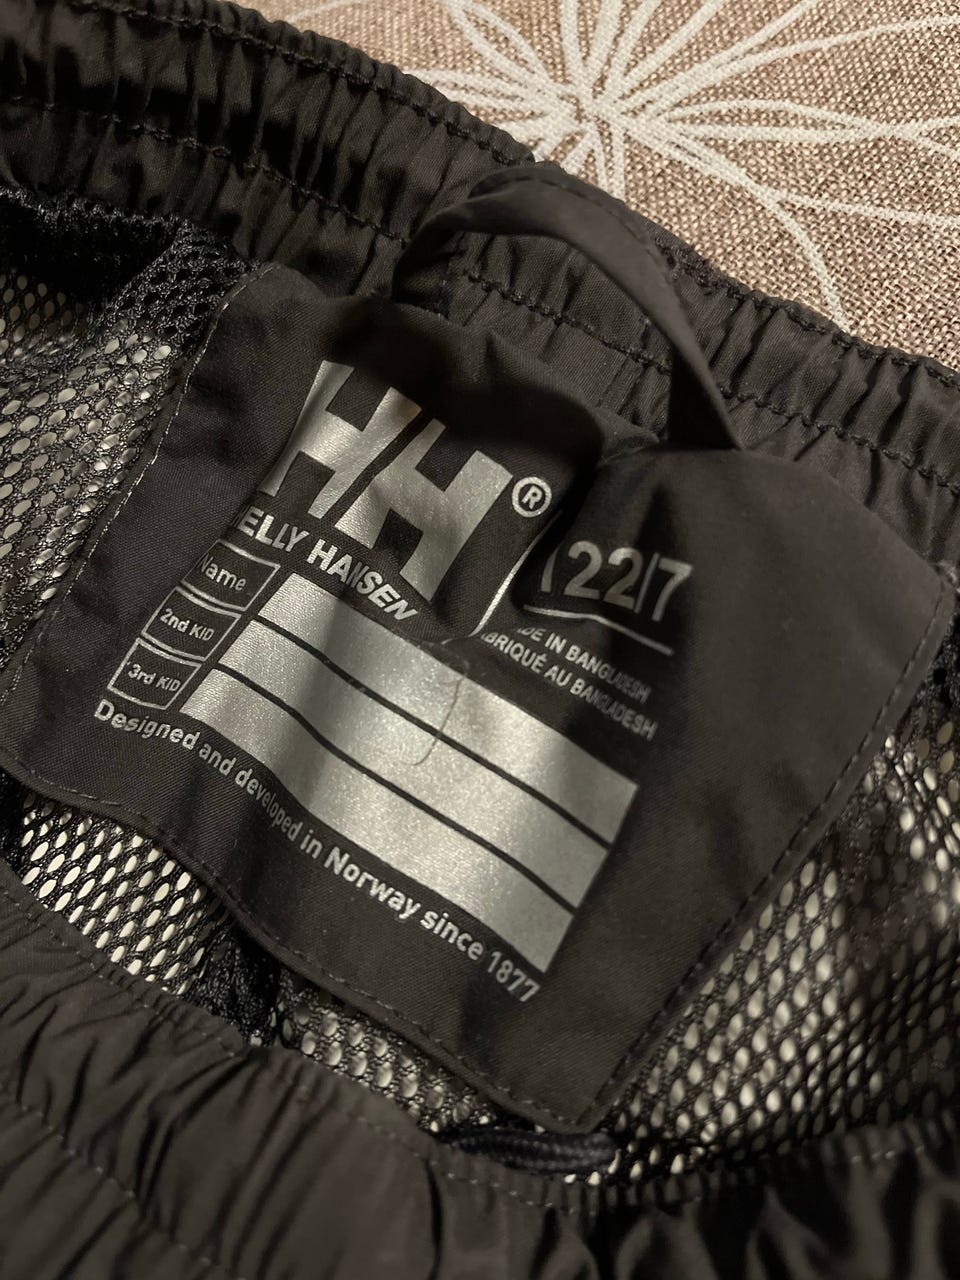 HH®
ELLY HANSEN
22/7
DE IN BANGLADESH
BRIQUÉ AU BANGLADESH
Name
2nd KID
3rd KID
Designed and developed in Norway since 1877